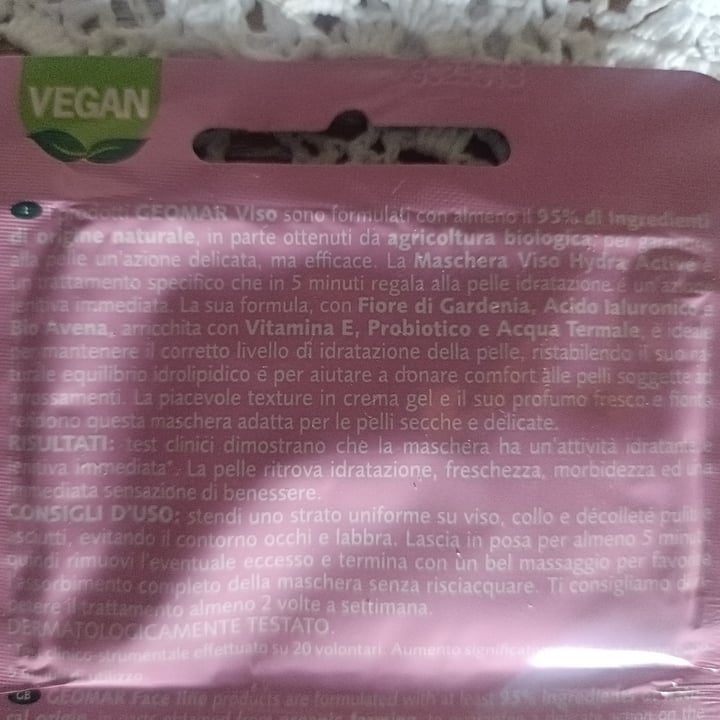 VEGAN
prodotti GEOMAR Viso sono formulati con almeno il 95% di Ingredienti
di origine naturale, in parte ottenuti da agricoltura biologica, per
alla pelle un'azione delicata, ma efficace. La Maschera Viso Hydra Active è
un trattamento specifico che in 5 minuti regala alla pelle idratazione e un'azione
lenitiva immediata. La sua formula, con Fiore di Gardenia, Acido Ialuronico e
Bio Avena, arricchita con Vitamina E, Probiotico e Acqua Termale, è ideale
per mantenere il corretto livello di idratazione della pelle, ristabilendo il suo na-
turale equilibrio idrolipidico e per aiutare a donare comfort alle pelli soggette ad
arrossamenti. La piacevole texture in crema gel e il suo profumo fresco e fiorito
rendono questa maschera adatta per le pelli secche e delicate.
RISULTATI: test clinici dimostrano che la maschera ha un'attività idratante e
lenitiva immediata*. La pelle ritrova idratazione, freschezza, morbidezza ed una
immediata sensazione di benessere.
CONSIGLI D'USO: stendi uno strato uniforme su viso, collo e décolleté puliti e
asciutti, evitando il contorno occhi e labbra. Lascia in posa per almeno 5 minuti
quindi rimuovi l'eventuale eccesso e termina con un bel massaggio per favorire
l'assorbimento completo della maschera senza risciacquare. Ti consigliamo di
petere il trattamento almeno 2 volte a settimana.
DERMATOLOGICAMENTE TESTATO.
*Test clinico-strumentale effettuato su 20 volontari. Aumento
di utilizzo
GB GEOMAR Face line products are formulated with at least 95% Ingredients